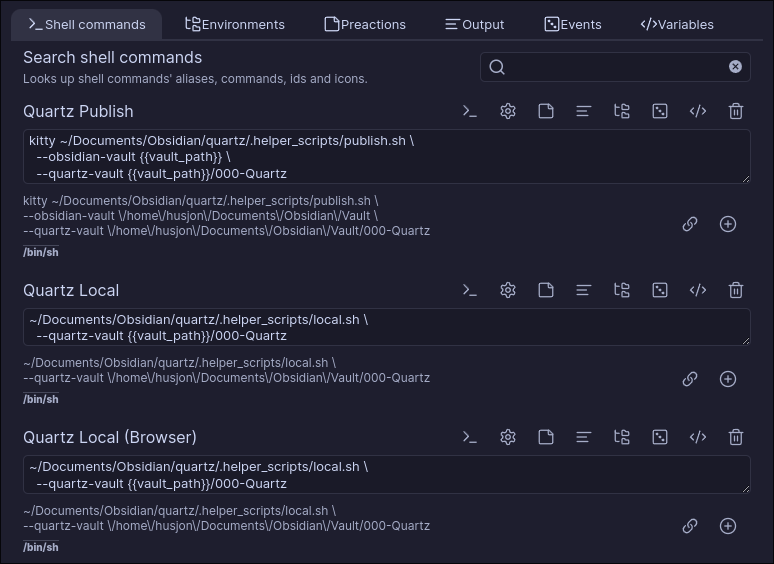 Shell commands Environments Preactions Output Events Variables
Search shell commands
Looks up shell commands' aliases, commands, ids and icons.
Quartz Publish
kitty ~/Documents/Obsidian/quartz/.helper_scripts/publish.sh \
--obsidian-vault {{vault_path}} \
--quartz-vault {{vault_path}}/000-Quartz
kitty ~/Documents/Obsidian/quartz/.helper_scripts/publish.sh \
--obsidian-vault \/home\/husjon\/Documents\/Obsidian\/Vault \
--quartz-vault \/home\/husjon\/Documents\/Obsidian\/Vault/000-Quartz
/bin/sh
Quartz Local
~/Documents/Obsidian/quartz/.helper_scripts/local.sh \
--quartz-vault {{vault_path}}/000-Quartz
~/Documents/Obsidian/quartz/.helper_scripts/local.sh \
--quartz-vault \/home\/husjon\/Documents\/Obsidian\/Vault/000-Quartz
/bin/sh
Quartz Local (Browser)
~/Documents/Obsidian/quartz/.helper_scripts/local.sh \
--quartz-vault {{vault_path}}/000-Quartz
~/Documents/Obsidian/quartz/.helper_scripts/local.sh \
--quartz-vault \/home\/husjon\/Documents\/Obsidian\/Vault/000-Quartz
/bin/sh